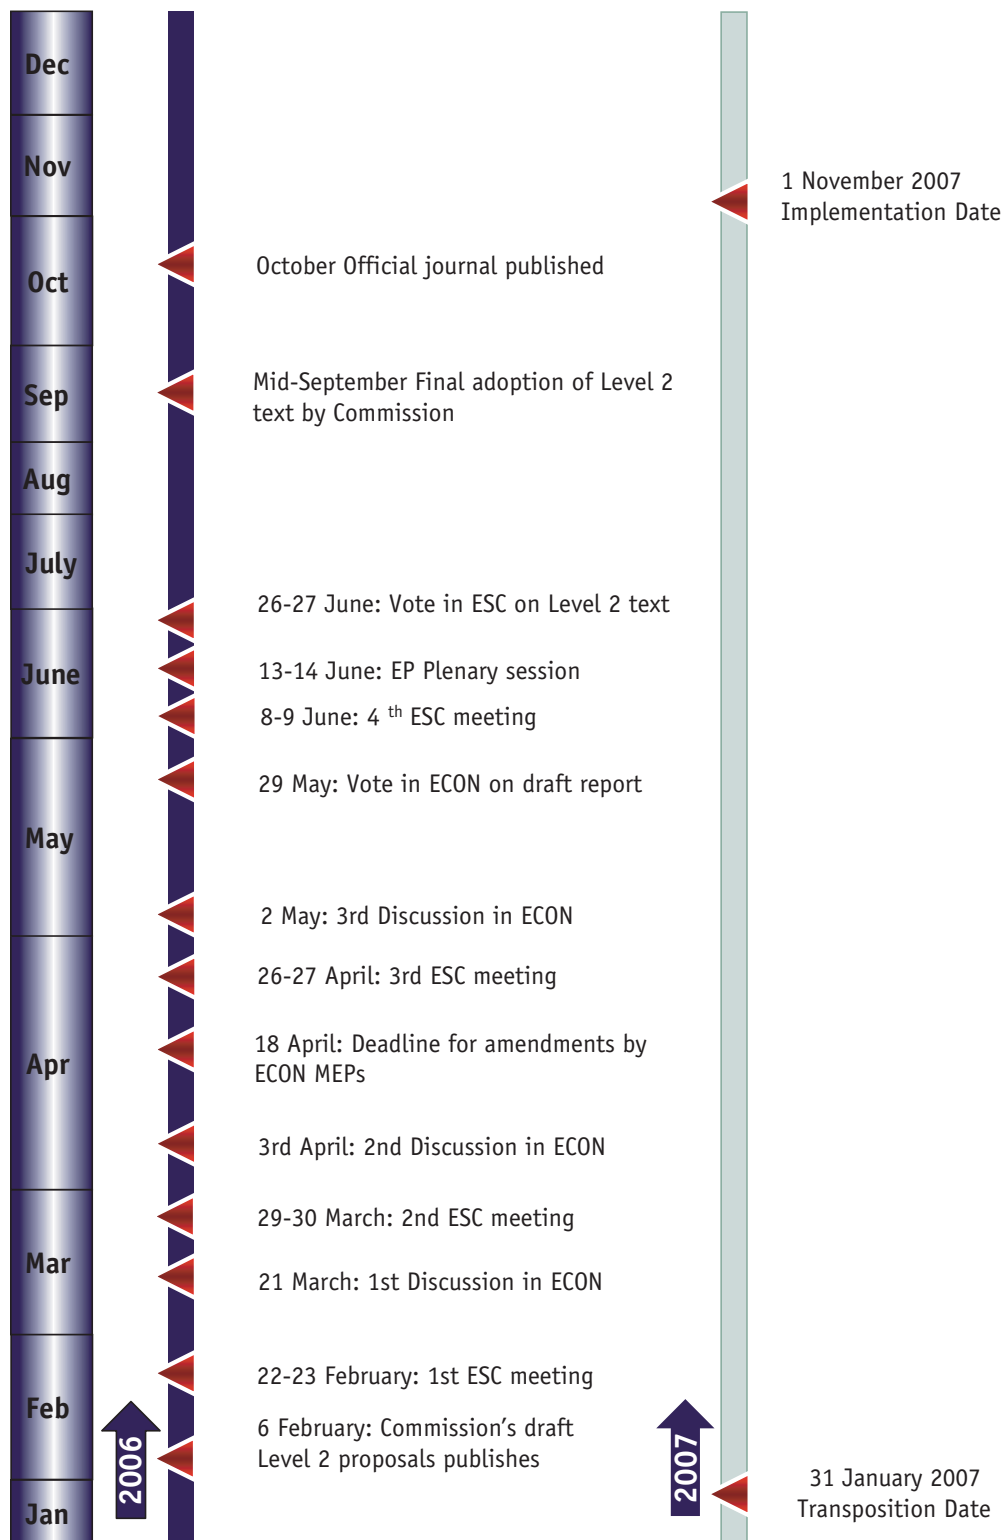 Dec
Nov
Oct
Sep
Aug
July
June
May
Apr
Mar
Feb
Jan
2006
October Official journal published
Mid-September Final adoption of Level 2
text by Commission
26-27 June: Vote in ESC on Level 2 text
13-14 June: EP Plenary session
8-9 June: 4 th ESC meeting
29 May: Vote in ECON on draft report
2 May: 3rd Discussion in ECON
26-27 April: 3rd ESC meeting
18 April: Deadline for amendments by
ECON MEPs
3rd April: 2nd Discussion in ECON
29-30 March: 2nd ESC meeting
21 March: 1st Discussion in ECON
22-23 February: 1st ESC meeting
6 February: Commission’s draft
Level 2 proposals publishes
2007
1 November 2007
Implementation Date
31 January 2007
Transposition Date